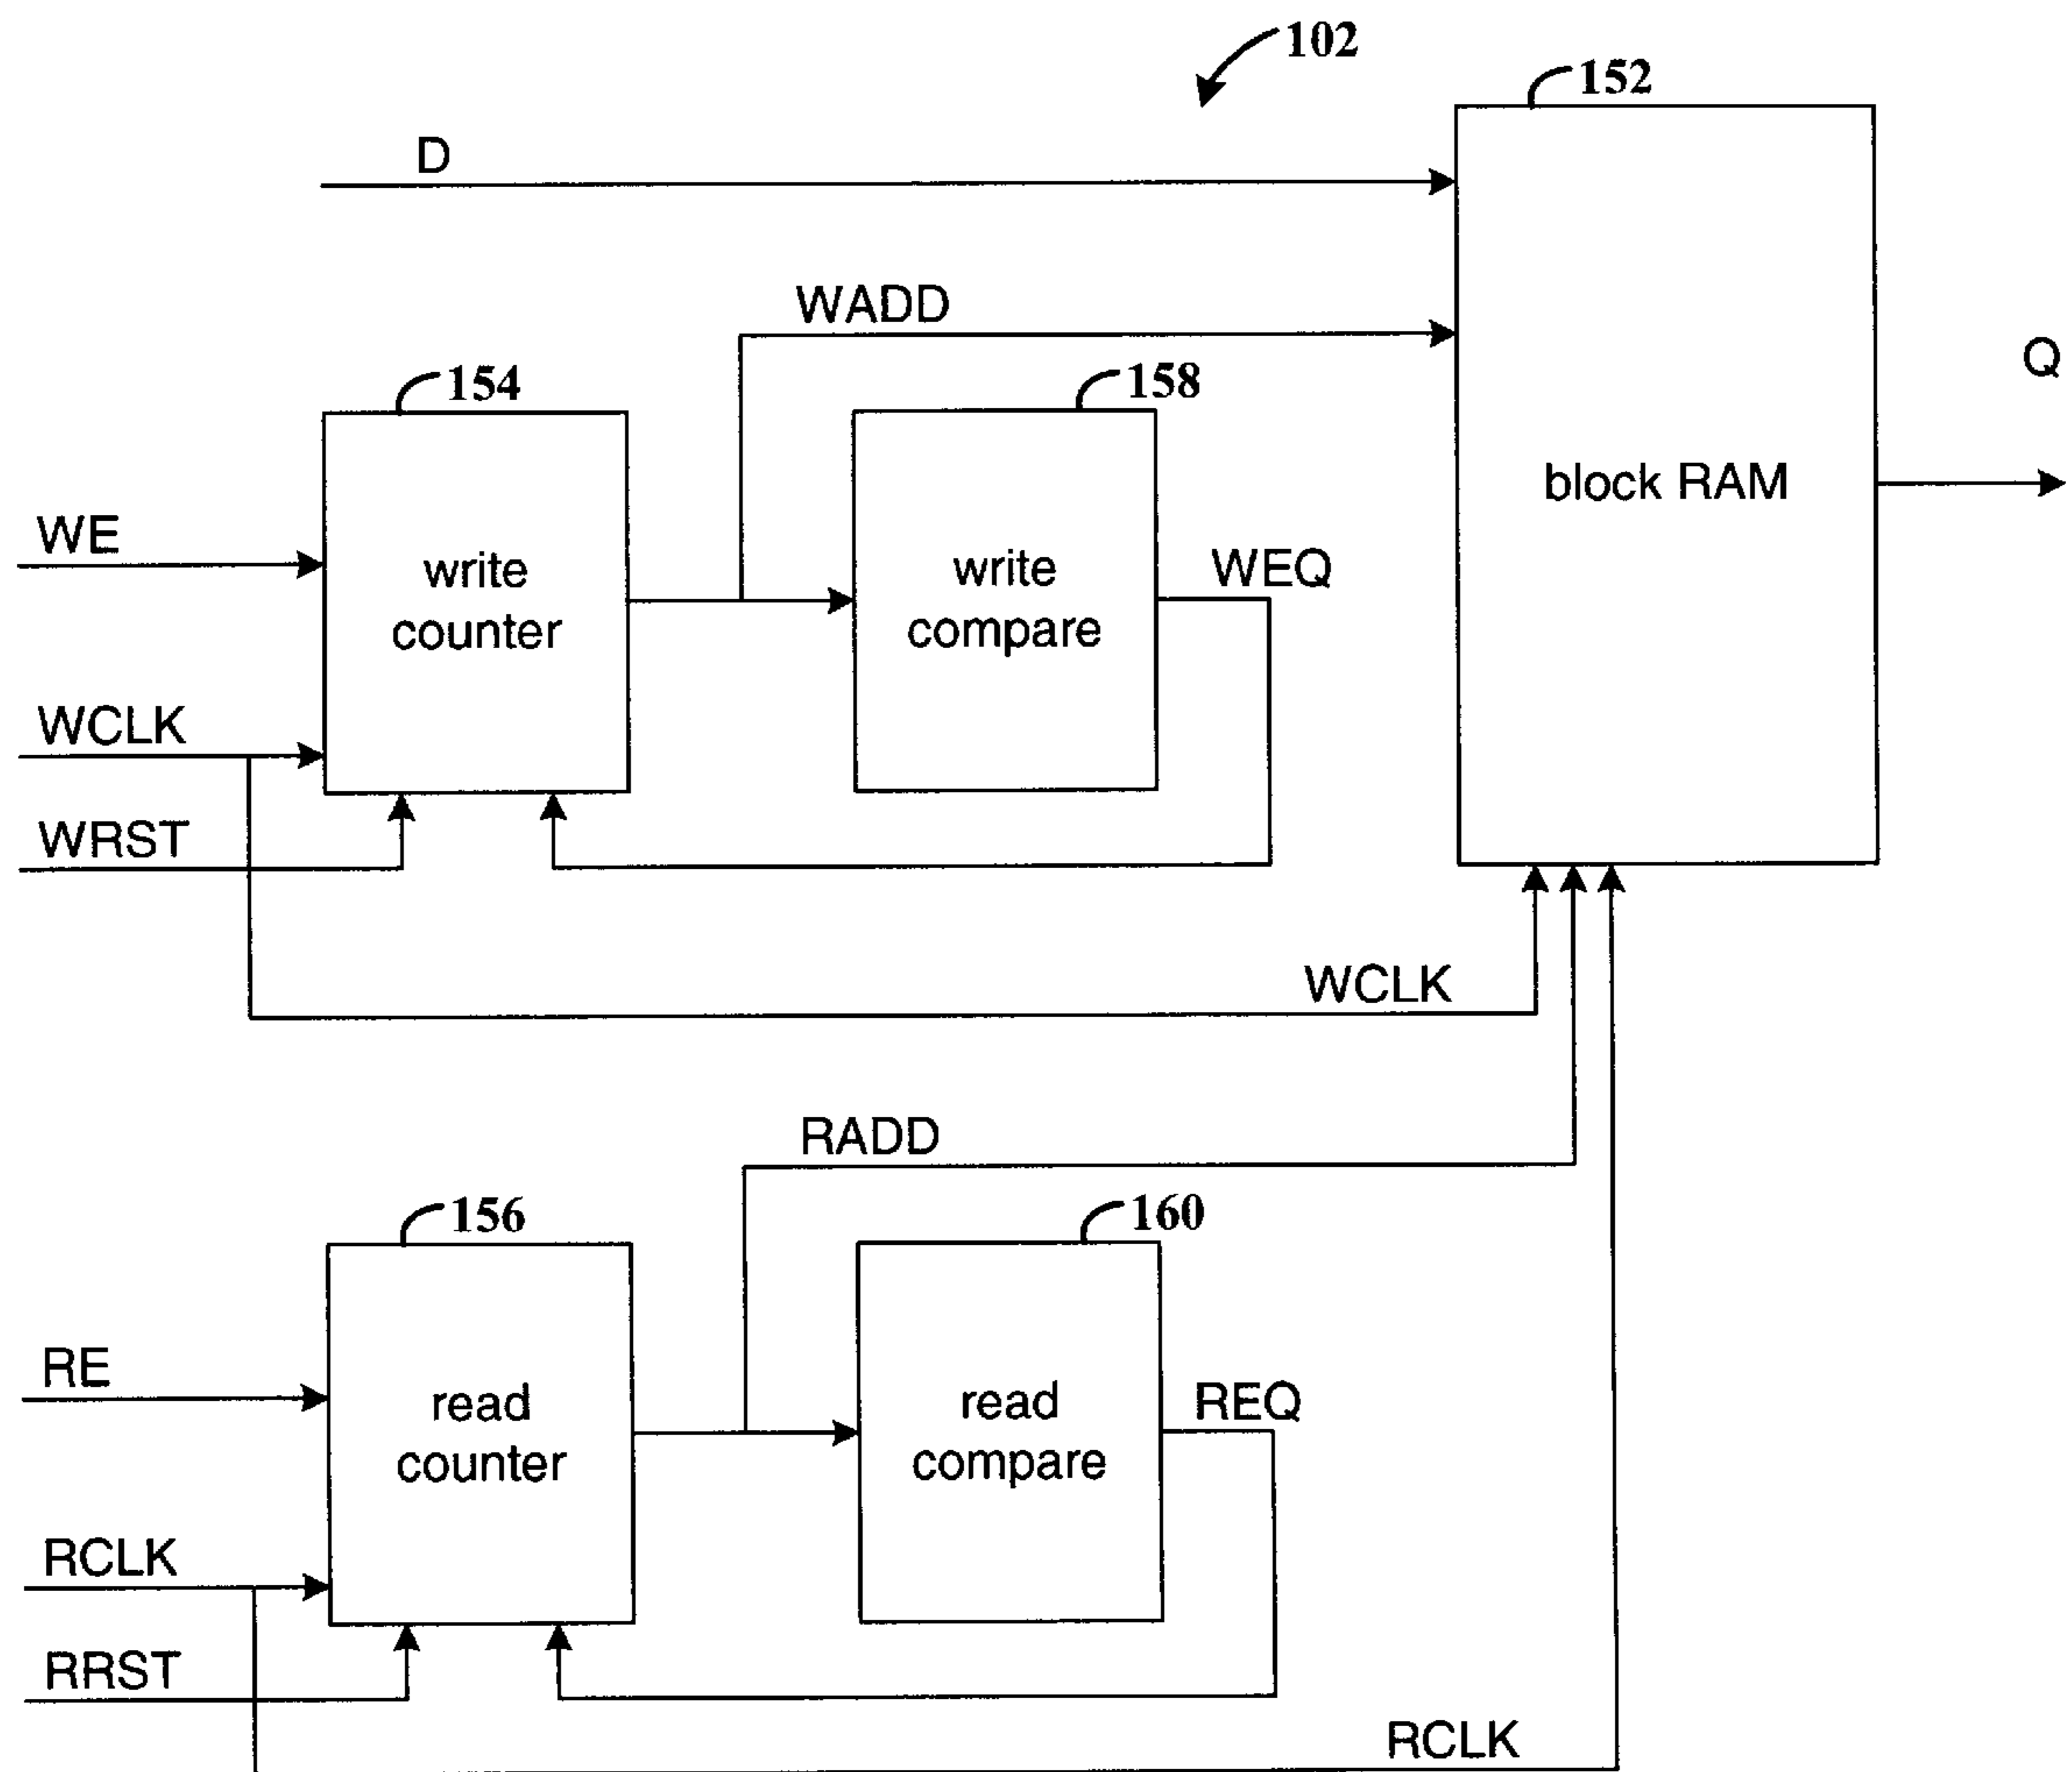 102
152
D
WADD
Q
154
158
block RAM
WE
write
counter
write
compare
WEQ
WCLK
WRST
WCLK
RADD
156
160
RE
read
counter
read
compare
REQ
RCLK
RRST
RCLK